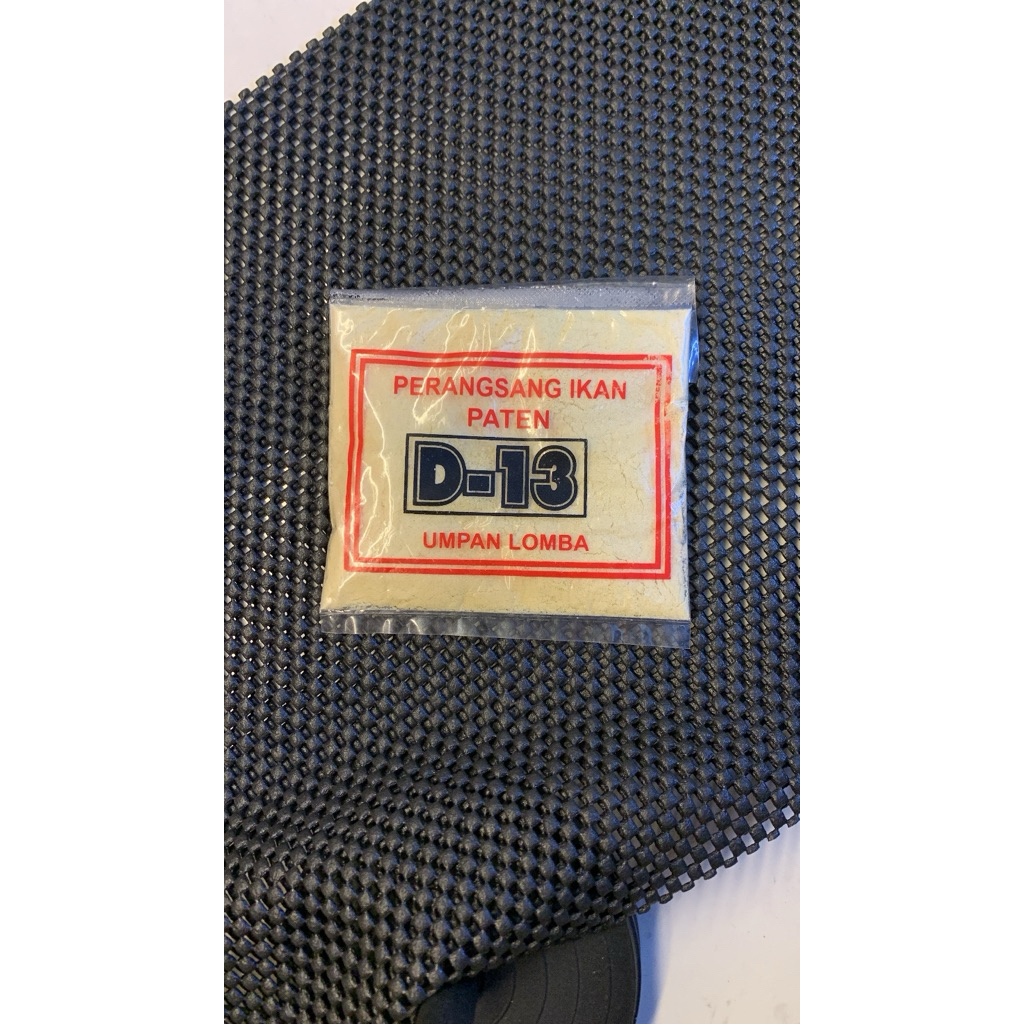 PERANGSANG IKAN
PATEN
D-13
UMPAN LOMBA